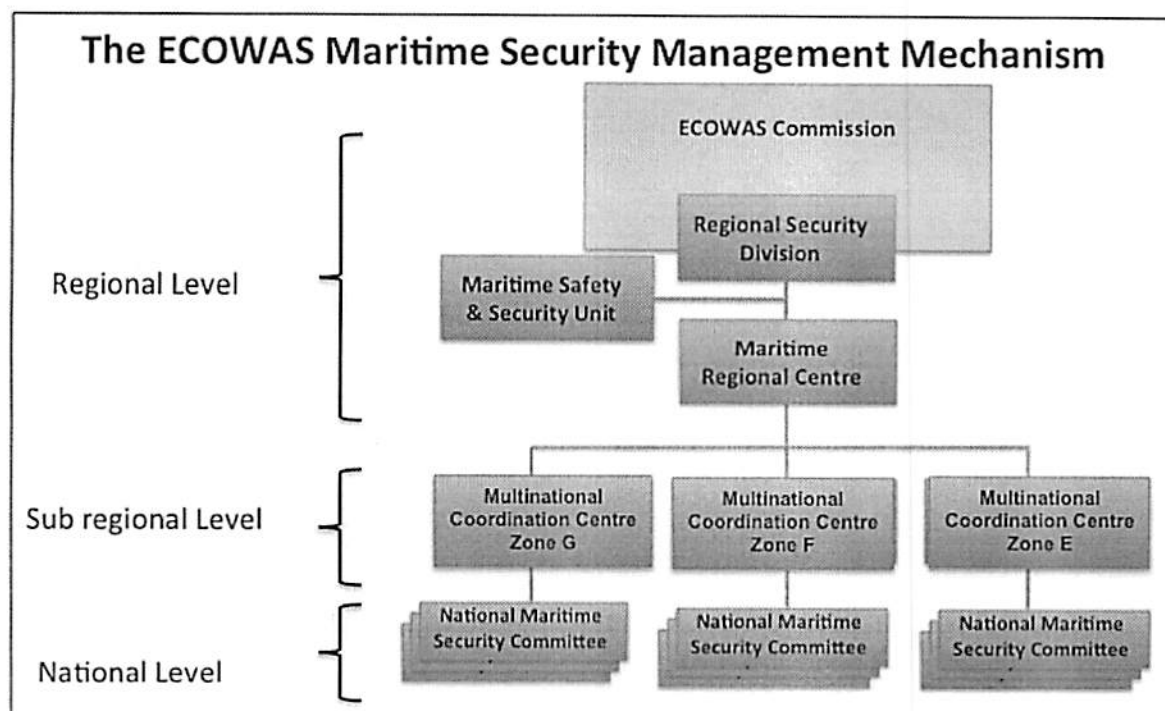 The ECOWAS Maritime Security Management Mechanism
ECOWAS Commission
Regional Security
Division
Regional Level
Maritime Safety
& Security Unit
Maritime
Regional Centre
Sub regional Level
Multinational
Coordination Centre
Zone G
Multinational
Coordination Centre
Zone F
Multinational
Coordination Centre
Zone E
National Level
National Maritime
Security Committee
National Maritime
Security Committee
National Maritime
Security Committee